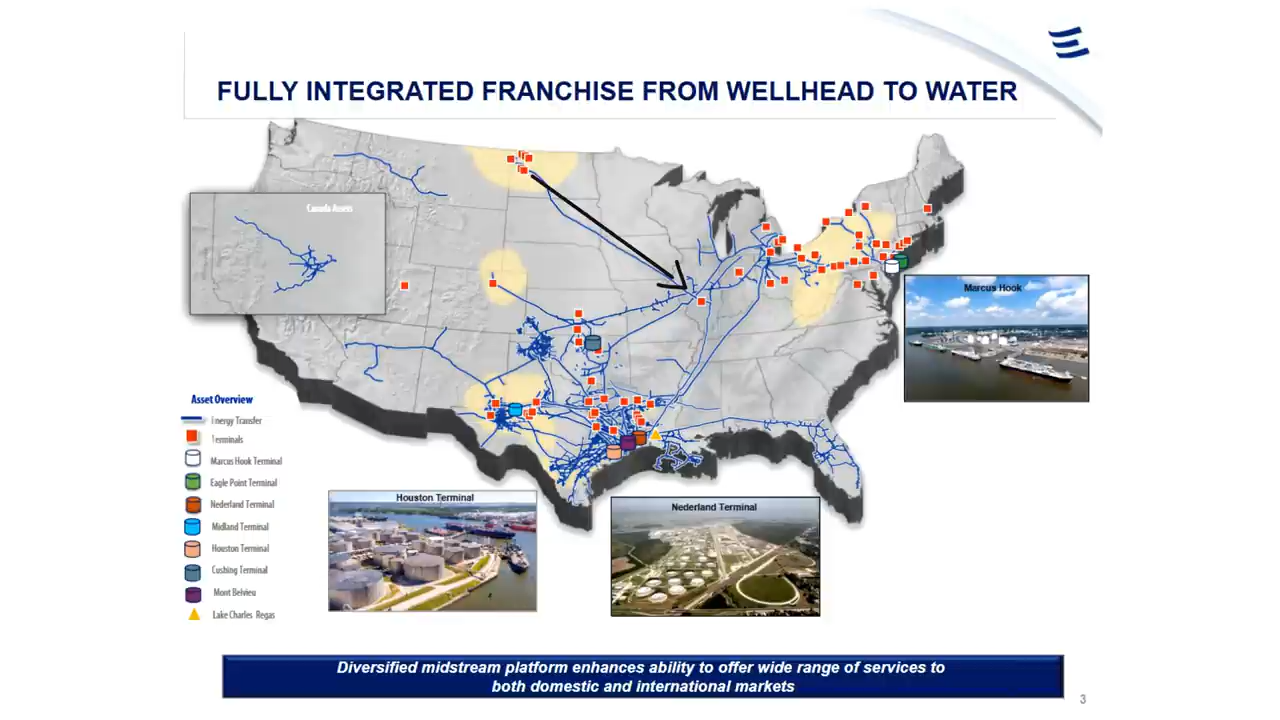 FULLY INTEGRATED FRANCHISE FROM WELLHEAD TO WATER
Canada Assets
Marcus Hook
Asset Overview
Energy Transfer
Terminals
Marcus Hook Terminal
Eagle Point Terminal
Nederland Terminal
Midland Terminal
Houston Terminal
Cushing Terminal
Mont Belvieu
Lake Charles Regas
Houston Terminal
Nederland Terminal
Diversified midstream platform enhances ability to offer wide range of services to
both domestic and international markets
3